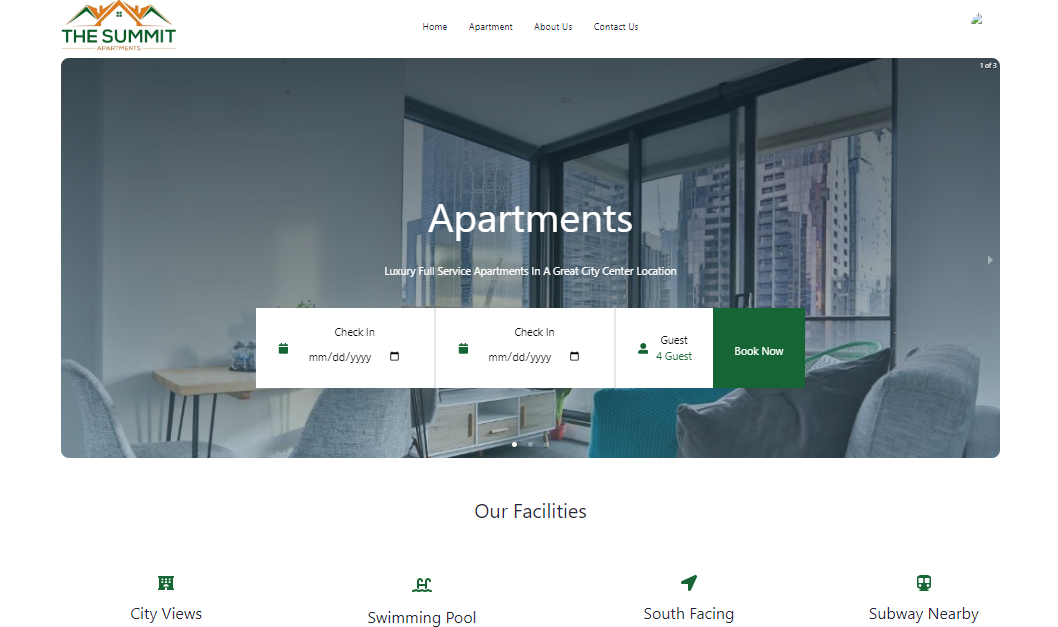 THE SUMMIT
APARTMENTS
Home Apartment About Us Contact Us
1 of 3
Apartments
Luxury Full Service Apartments In A Great City Center Location
Check In Check In
mm/dd/yyyy mm/dd/yyyy
Guest
4 Guest
Book Now
Our Facilities
City Views Swimming Pool South Facing Subway Nearby